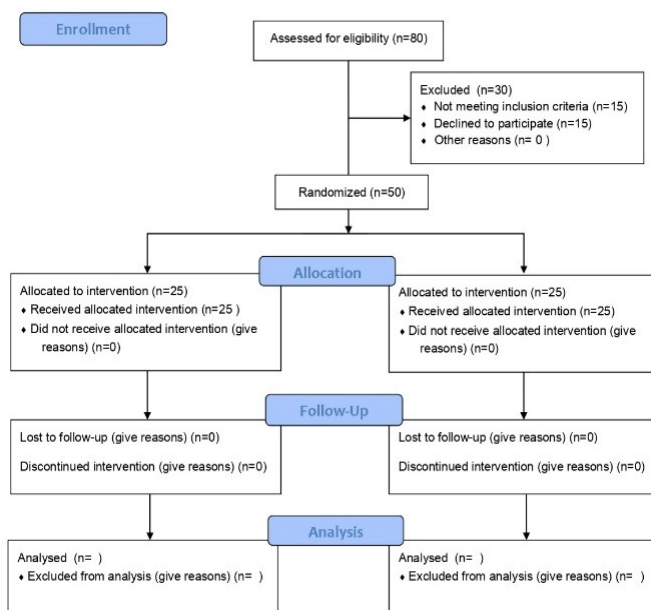 Enrollment
Assessed for eligibility (n=80)
Excluded (n=30)
♦ Not meeting inclusion criteria (n=15)
♦ Declined to participate (n=15)
♦ Other reasons (n= 0 )
Randomized (n=50)
Allocation
Allocated to intervention (n=25)
♦ Received allocated intervention (n=25 )
♦ Did not receive allocated intervention (give
reasons) (n=0)
Allocated to intervention (n=25)
♦ Received allocated intervention (n=25)
♦ Did not receive allocated intervention (give
reasons) (n=0)
Follow-Up
Lost to follow-up (give reasons) (n=0)
Discontinued intervention (give reasons) (n=0)
Lost to follow-up (give reasons) (n=0)
Discontinued intervention (give reasons) (n=0)
Analysis
Analysed (n= )
♦ Excluded from analysis (give reasons) (n= )
Analysed (n= )
♦ Excluded from analysis (give reasons) (n= )